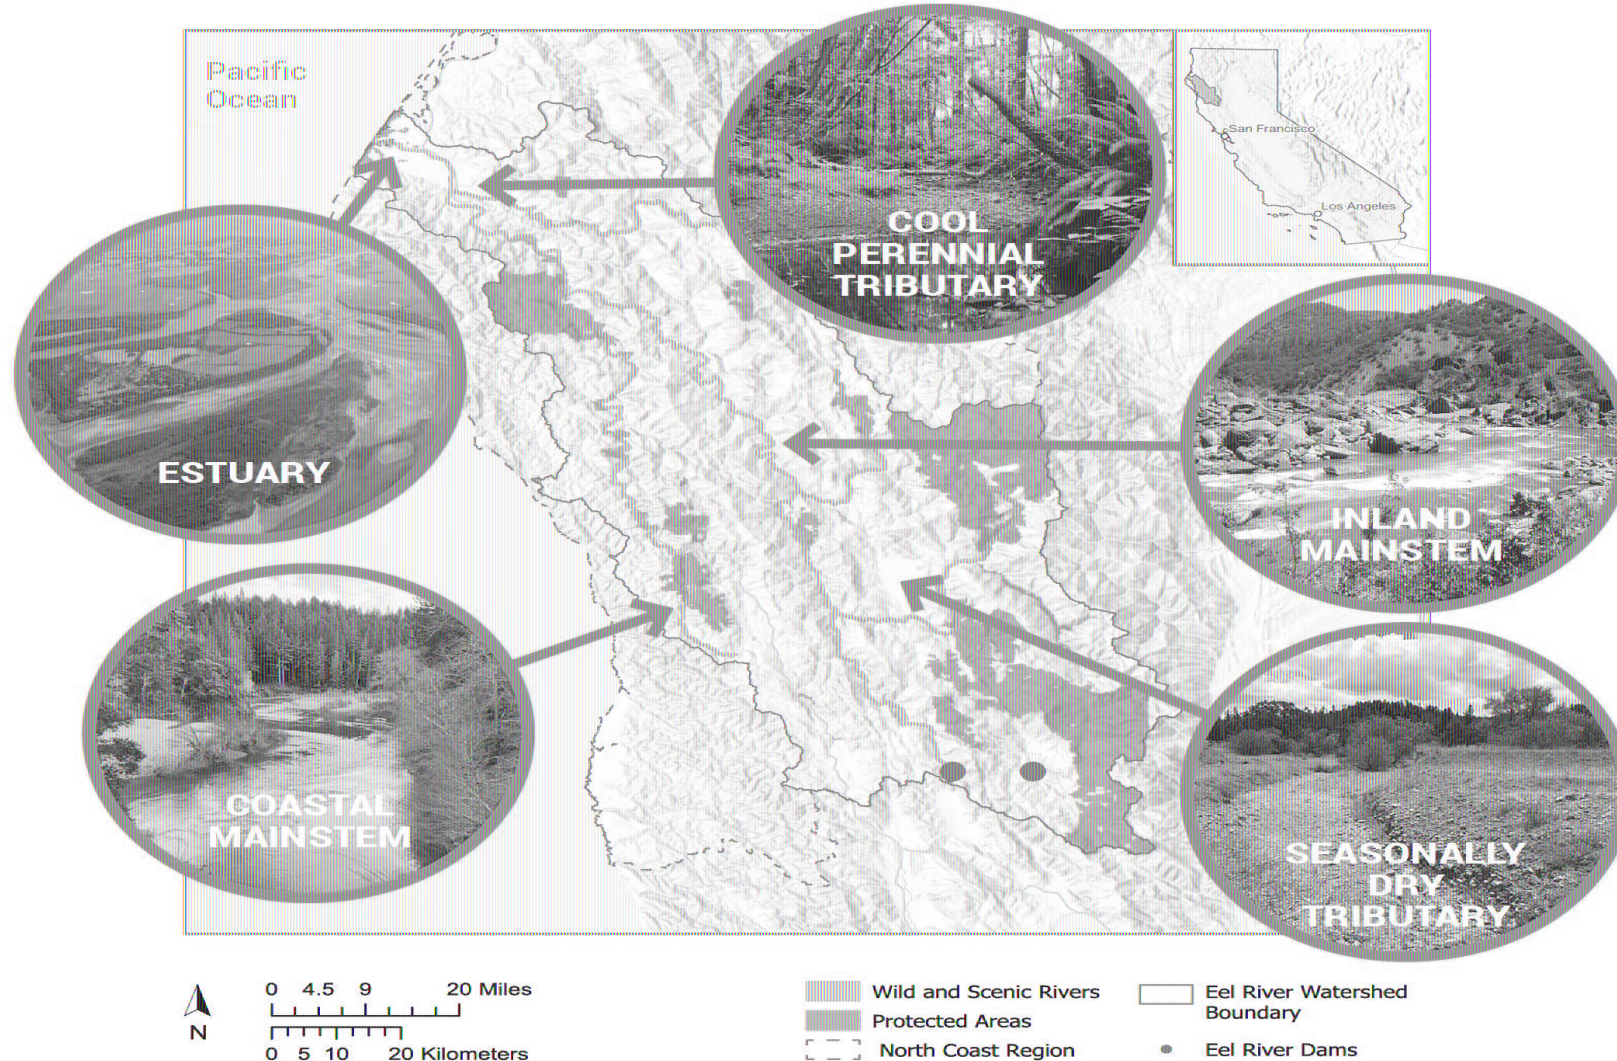 Pacific
Ocean
COOL
PERENNIAL
TRIBUTARY
San Francisco
Los Angeles
ESTUARY
INLAND
MAINSTEM
COASTAL
MAINSTEM
SEASONALLY
DRY
TRIBUTARY
N
0 4.5 9 20 Miles
0 5 10 20 Kilometers
Wild and Scenic Rivers
Protected Areas
North Coast Region
Eel River Watershed
Boundary
Eel River Dams